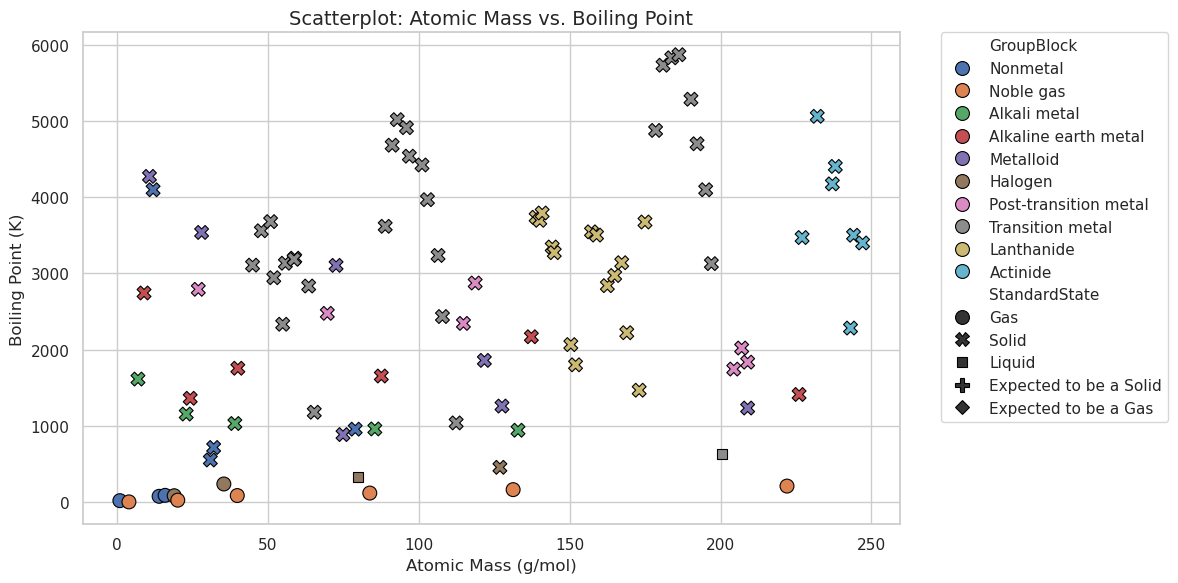 Scatterplot: Atomic Mass vs. Boiling Point
6000
5000
4000
3000
2000
1000
0
Boiling Point (K)
0 50 100 150 200 250
Atomic Mass (g/mol)
GroupBlock
Nonmetal
Noble gas
Alkali metal
Alkaline earth metal
Metalloid
Halogen
Post-transition metal
Transition metal
Lanthanide
Actinide
StandardState
Gas
Solid
Liquid
Expected to be a Solid
Expected to be a Gas